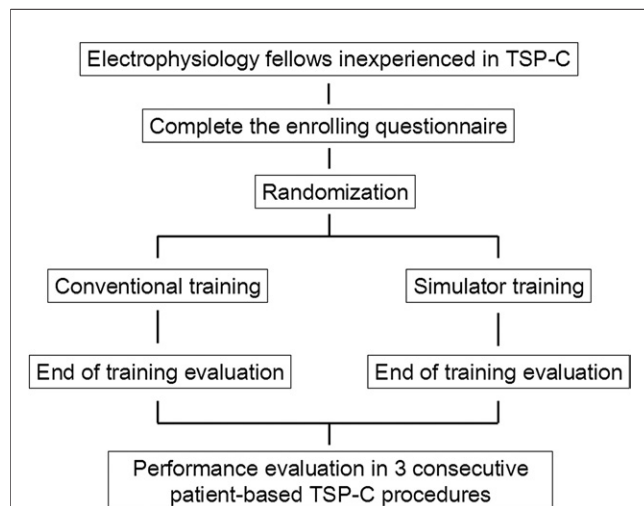 Electrophysiology fellows inexperienced in TSP-C
Complete the enrolling questionnaire
Randomization
Conventional training
Simulator training
End of training evaluation
End of training evaluation
Performance evaluation in 3 consecutive
patient-based TSP-C procedures